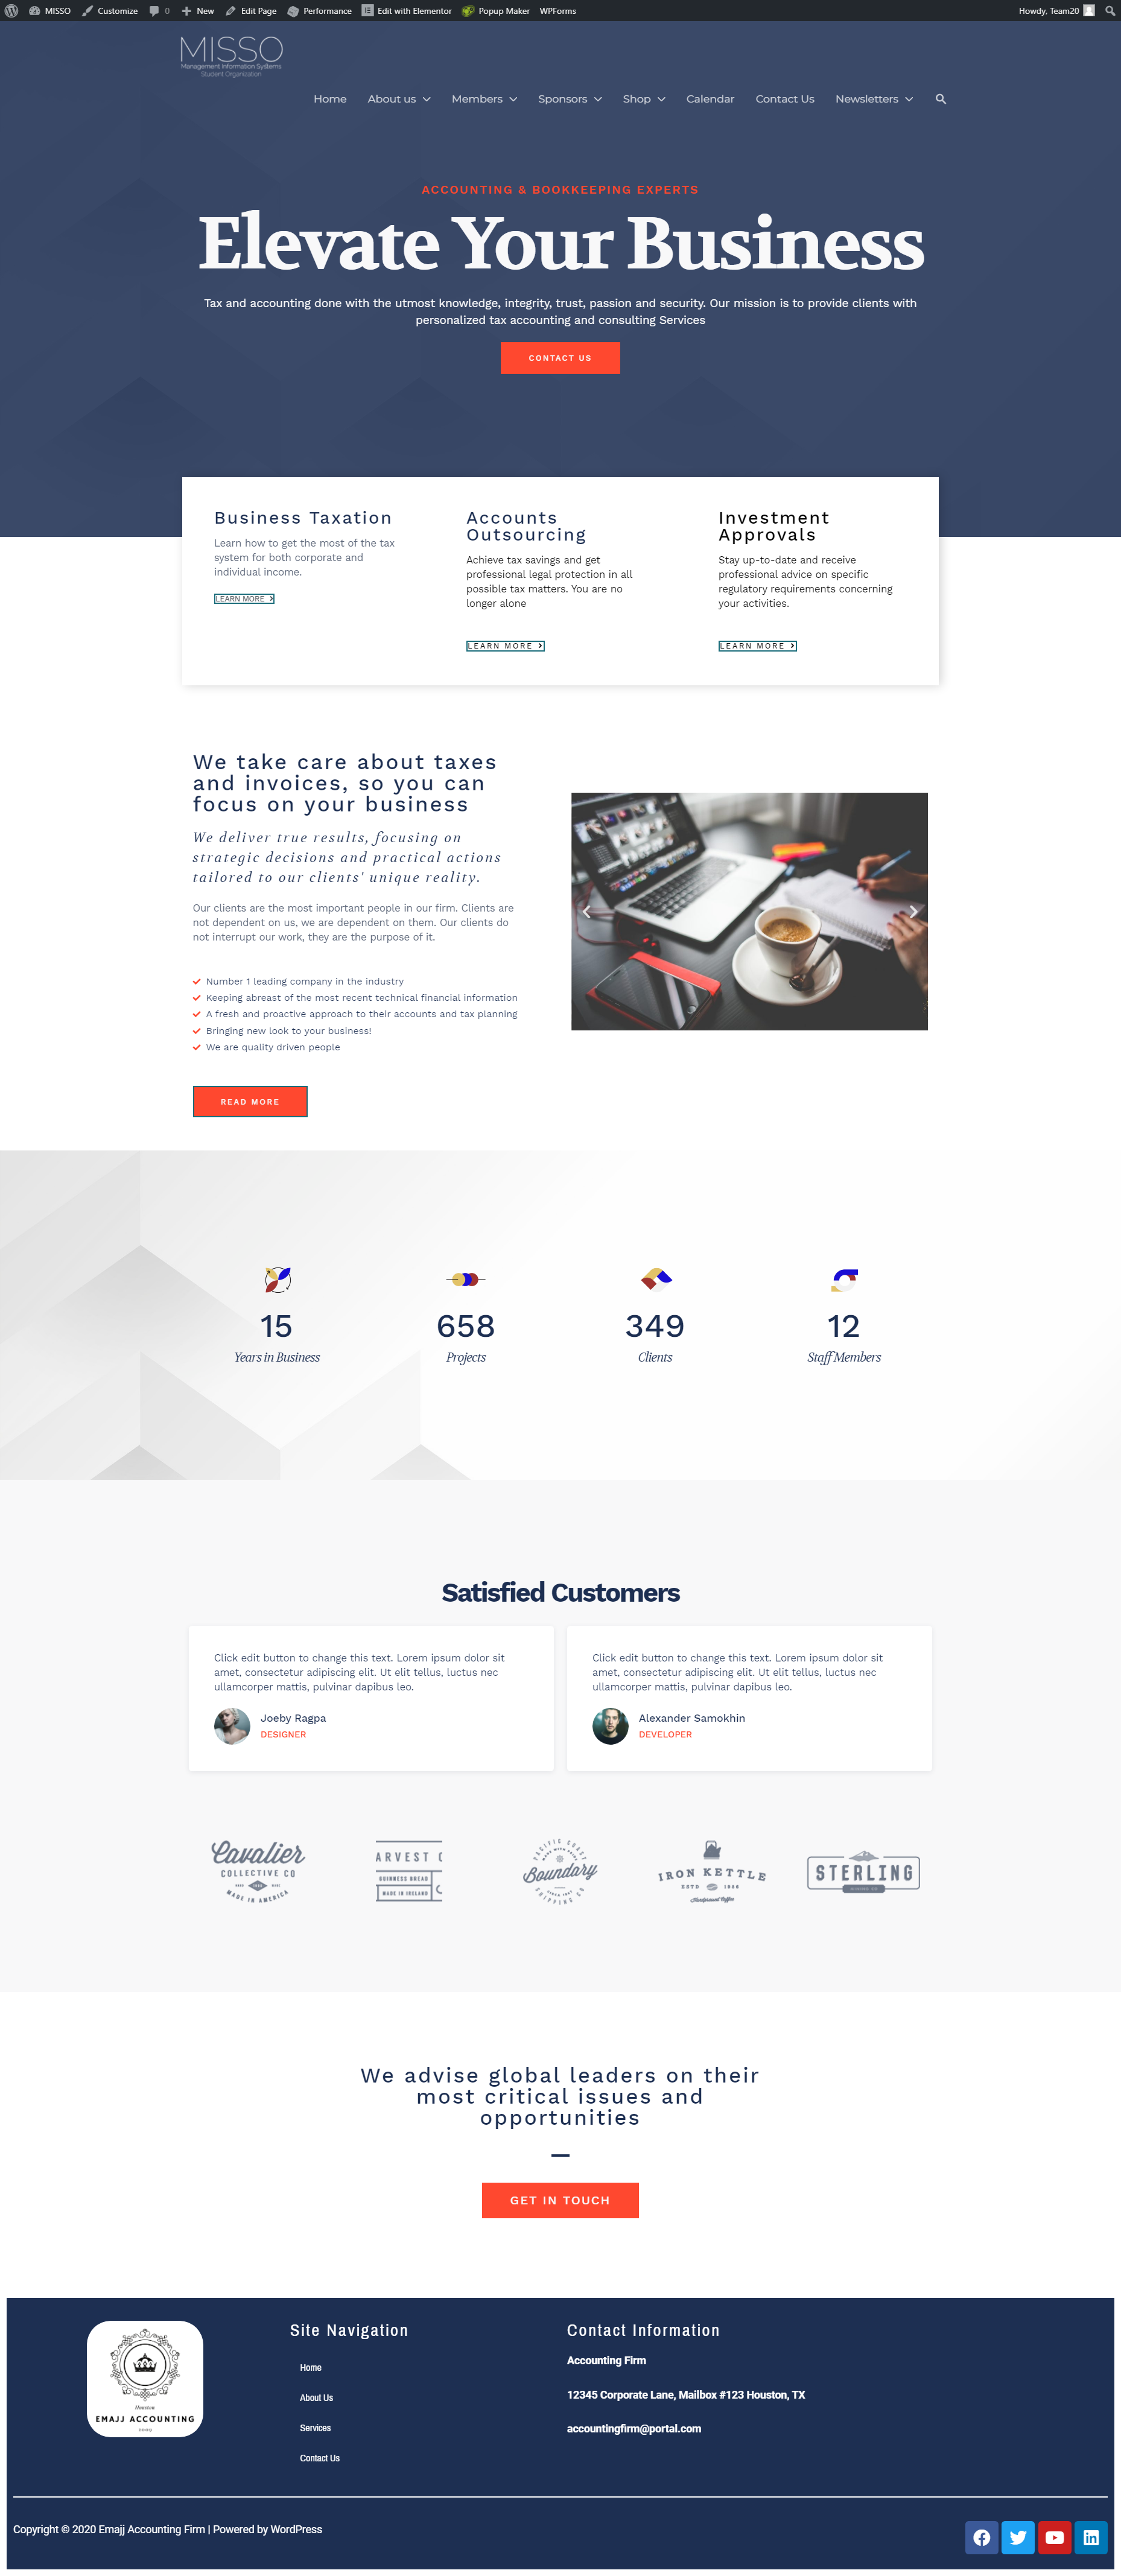 MISSO Customize 0 New Edit Page Performance Edit with Elementor Popup Maker WPForms Howdy, Team20
MISSO
Management Information Systems
Student Organization
Home About us Members Sponsors Shop Calendar Contact Us Newsletters
ACCOUNTING & BOOKKEEPING EXPERTS
Elevate Your Business
Tax and accounting done with the utmost knowledge, integrity, trust, passion and security. Our mission is to provide clients with
personalized tax accounting and consulting Services
CONTACT US
Business Taxation
Learn how to get the most of the tax
system for both corporate and
individual income.
LEARN MORE
Accounts
Outsourcing
Achieve tax savings and get
professional legal protection in all
possible tax matters. You are no
longer alone
LEARN MORE
Investment
Approvals
Stay up-to-date and receive
professional advice on specific
regulatory requirements concerning
your activities.
LEARN MORE
We take care about taxes
and invoices, so you can
focus on your business
We deliver true results, focusing on
strategic decisions and practical actions
tailored to our clients' unique reality.
Our clients are the most important people in our firm. Clients are
not dependent on us, we are dependent on them. Our clients do
not interrupt our work, they are the purpose of it.
Number 1 leading company in the industry
Keeping abreast of the most recent technical financial information
A fresh and proactive approach to their accounts and tax planning
Bringing new look to your business!
We are quality driven people
READ MORE
15
Years in Business
658
Projects
349
Clients
12
Staff Members
Satisfied Customers
Click edit button to change this text. Lorem ipsum dolor sit
amet, consectetur adipiscing elit. Ut elit tellus, luctus nec
ullamcorper mattis, pulvinar dapibus leo.
Joeby Ragpa
DESIGNER
Click edit button to change this text. Lorem ipsum dolor sit
amet, consectetur adipiscing elit. Ut elit tellus, luctus nec
ullamcorper mattis, pulvinar dapibus leo.
Alexander Samokhin
DEVELOPER
Cavalier
COLLECTIVE CO
MADE IN AMERICA
ARVEST
GUINNESS BREAD
MADE IN IRELAND
PACIFIC COAST
Boundary
SHIPPING CO
IRON KETTLE
ESTD 1848
Handproof Coffee
STERLING
We advise global leaders on their
most critical issues and
opportunities
GET IN TOUCH
Houston
EMAJJ ACCOUNTING
2009
Site Navigation
Home
About Us
Services
Contact Us
Contact Information
Accounting Firm
12345 Corporate Lane, Mailbox #123 Houston, TX
accountingfirm@portal.com
Copyright © 2020 Emajj Accounting Firm | Powered by WordPress